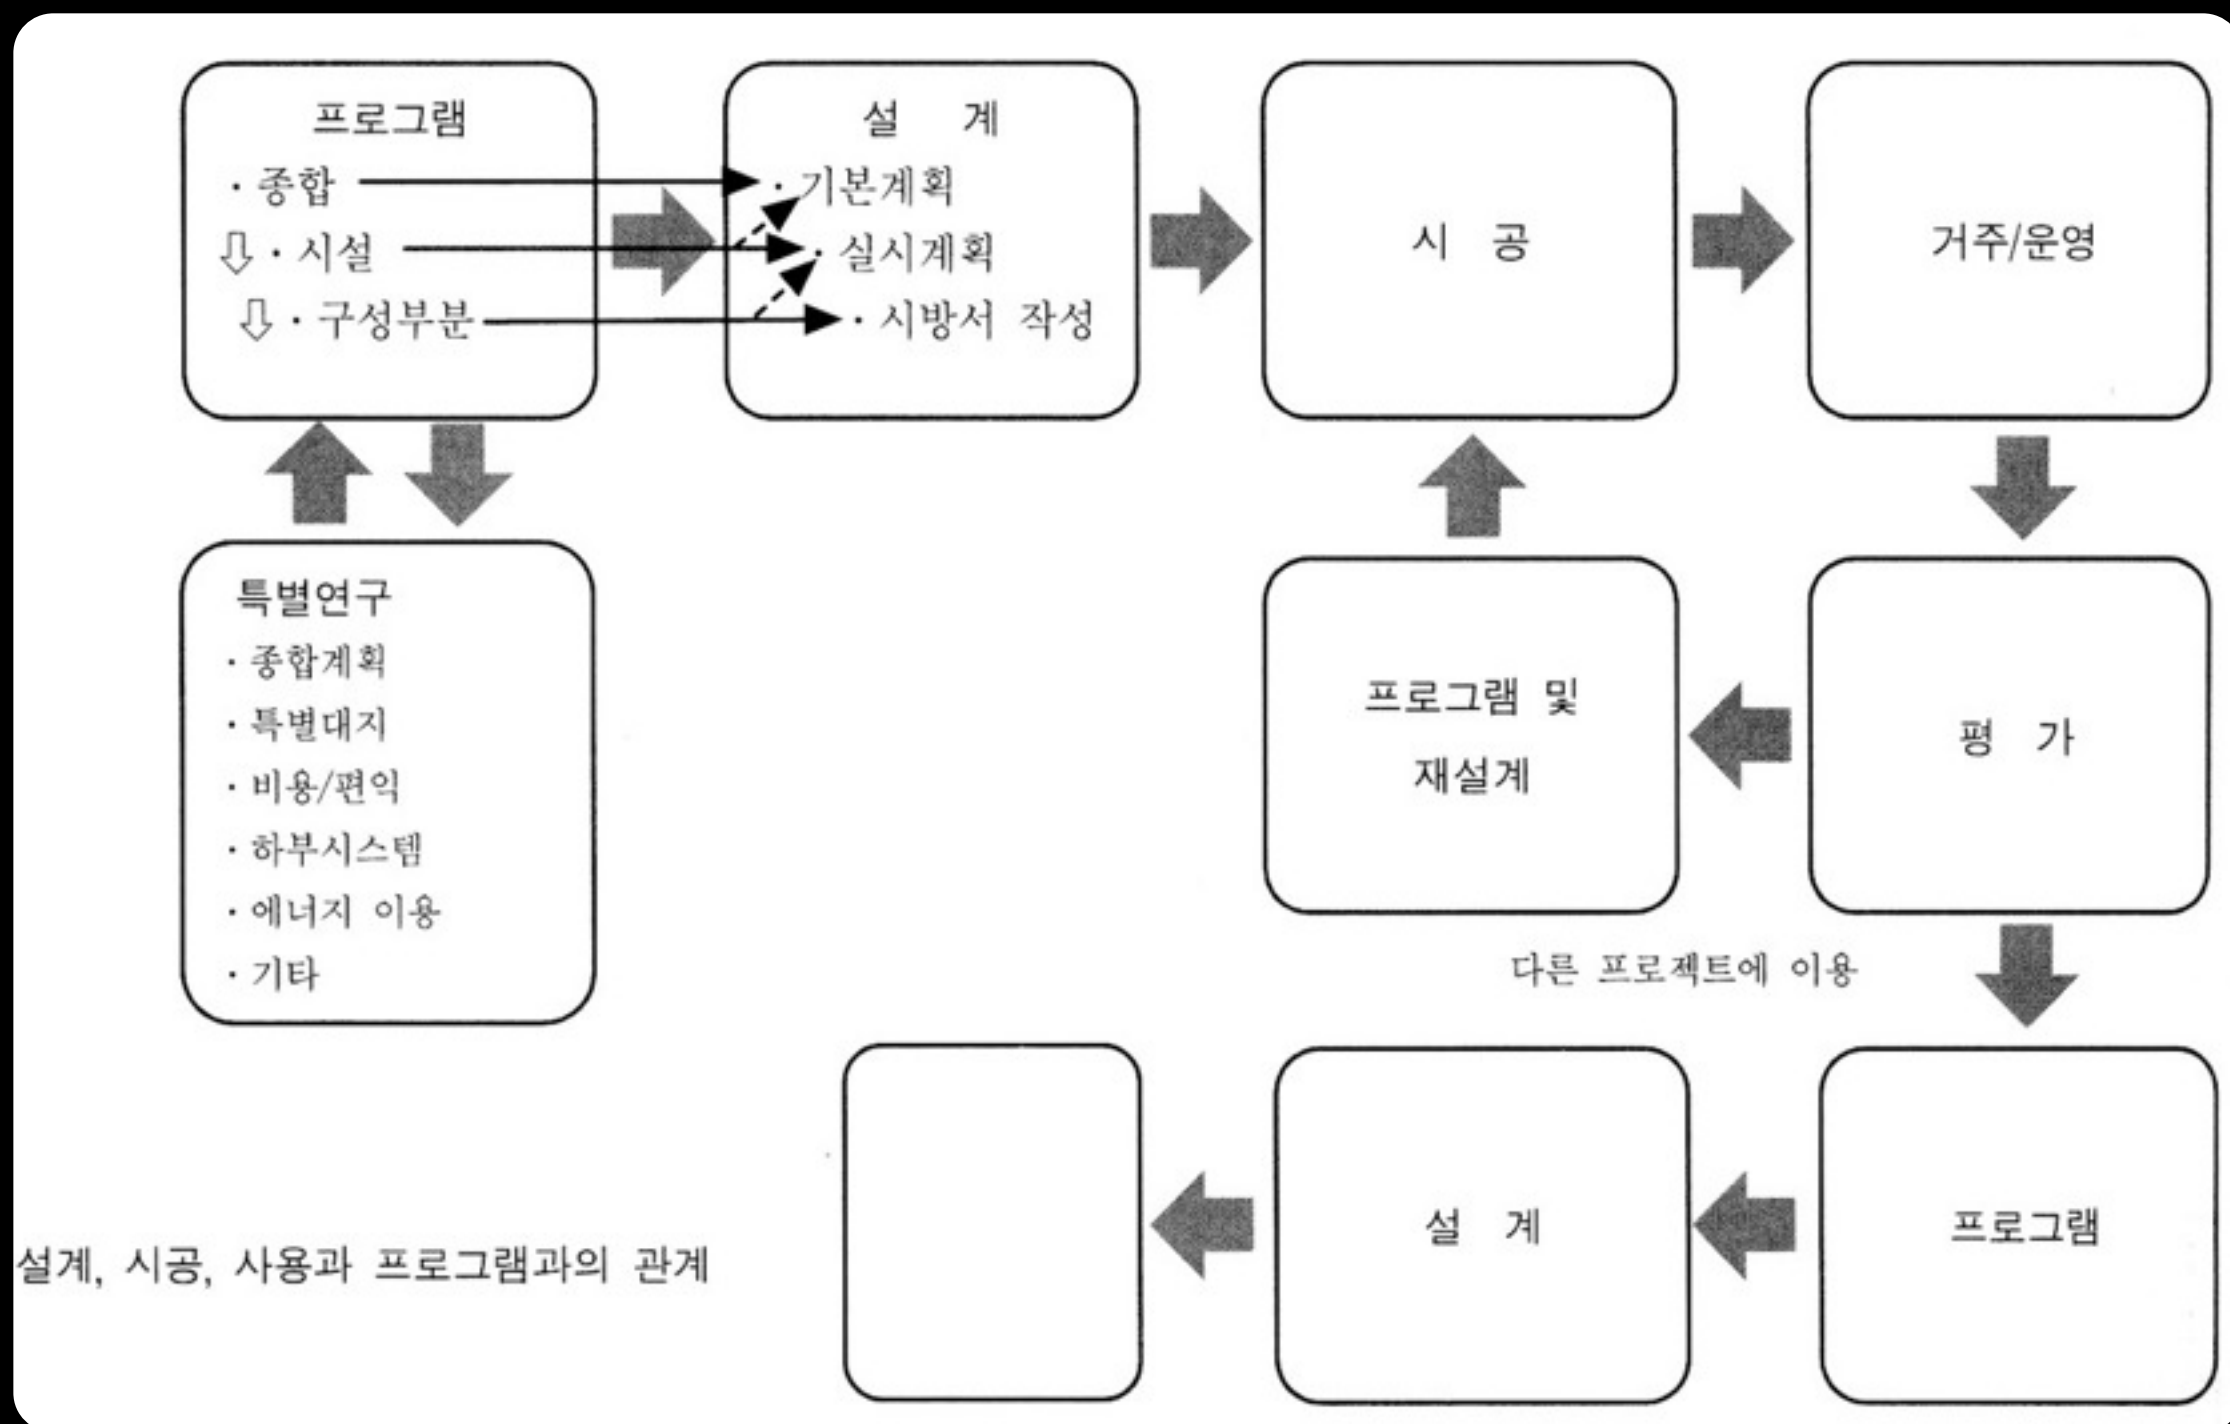 프로그램
· 종합
· 시설
· 구성부분
설 계
· 기본계획
· 실시계획
· 시방서 작성
시 공
거주/운영
특별연구
· 종합계획
· 특별대지
· 비용/편익
· 하부시스템
· 에너지 이용
· 기타
프로그램 및
재설계
평 가
다른 프로젝트에 이용
설 계
프로그램
설계, 시공, 사용과 프로그램과의 관계